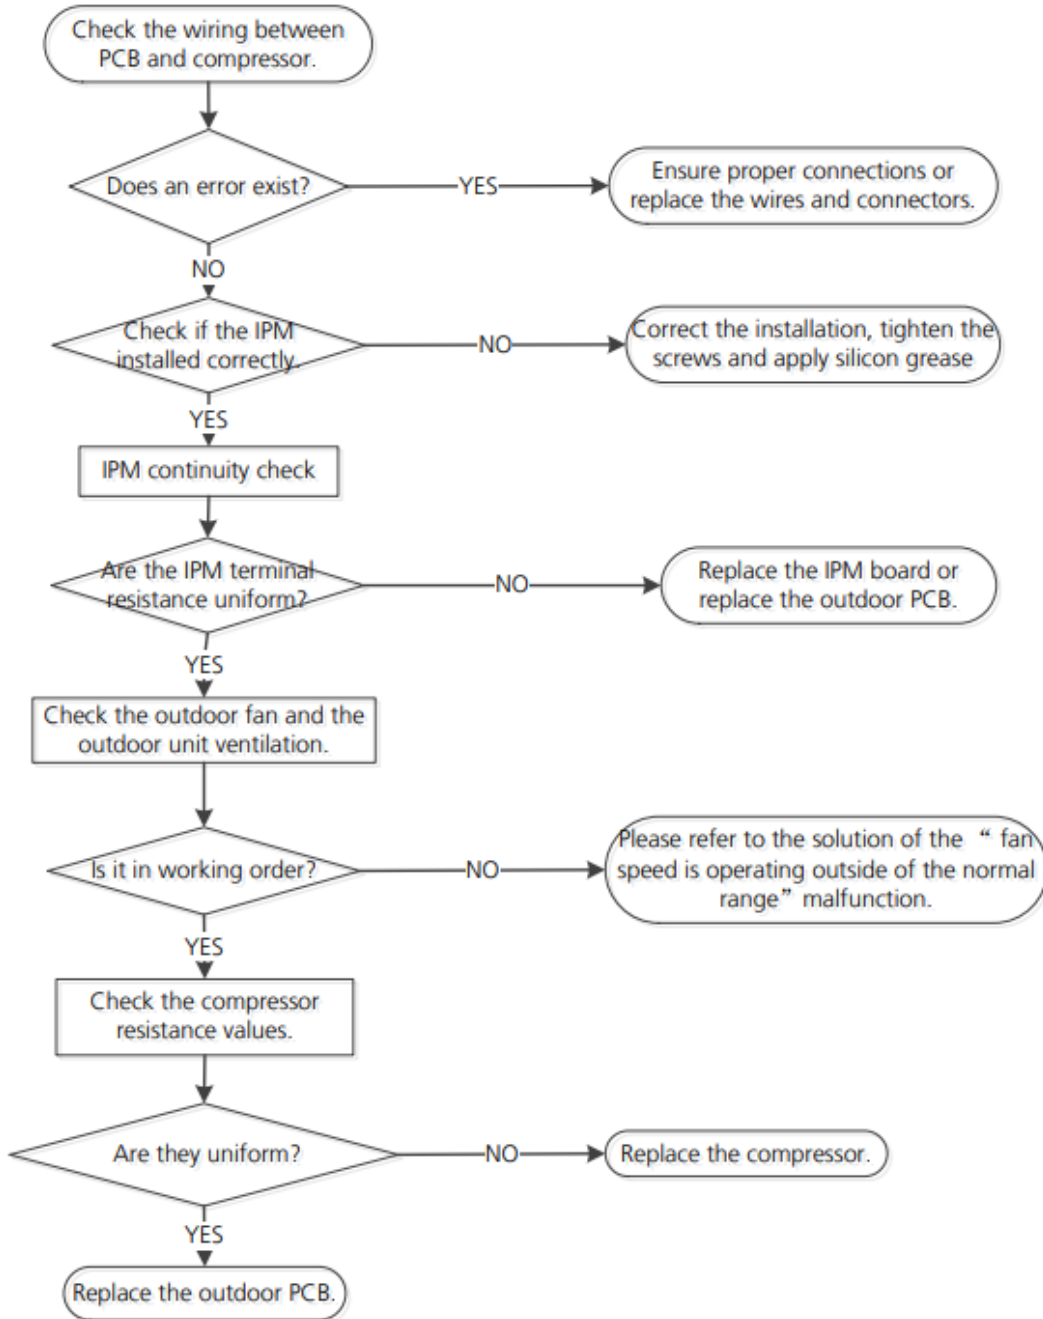 Check the wiring between
PCB and compressor.
Does an error exist?
YES
Ensure proper connections or
replace the wires and connectors.
NO
Check if the IPM
installed correctly.
NO
Correct the installation, tighten the
screws and apply silicon grease
YES
IPM continuity check
Are the IPM terminal
resistance uniform?
NO
Replace the IPM board or
replace the outdoor PCB.
YES
Check the outdoor fan and the
outdoor unit ventilation.
Is it in working order?
NO
Please refer to the solution of the “ fan
speed is operating outside of the normal
range” malfunction.
YES
Check the compressor
resistance values.
Are they uniform?
NO
Replace the compressor.
YES
Replace the outdoor PCB.